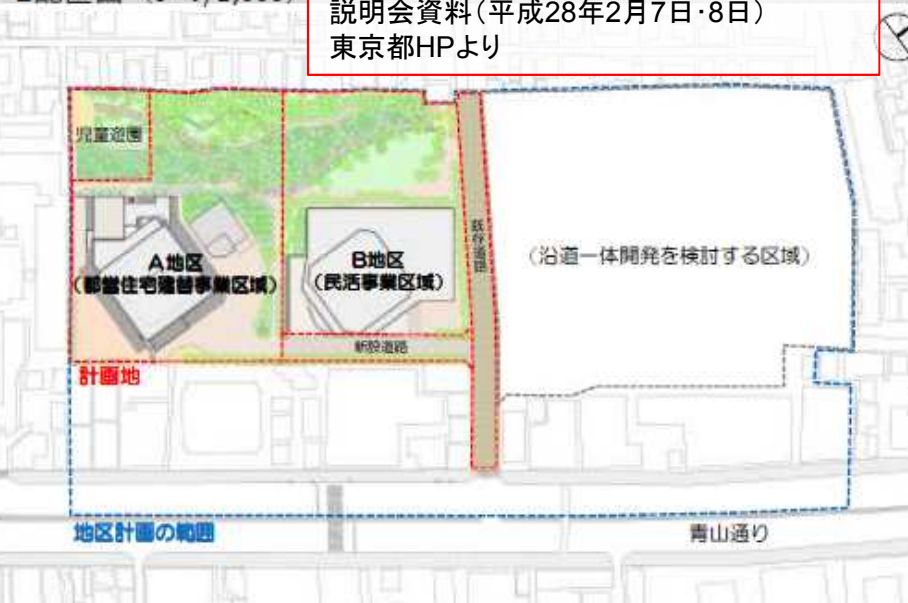 説明会資料(平成28年2月7日・8日)
東京都HPより
児童遊園
A地区
(都営住宅建替事業区域)
B地区
(民活事業区域)
既存道路
(沿道一体開発を検討する区域)
新設道路
計画地
地区計画の範囲
青山通り